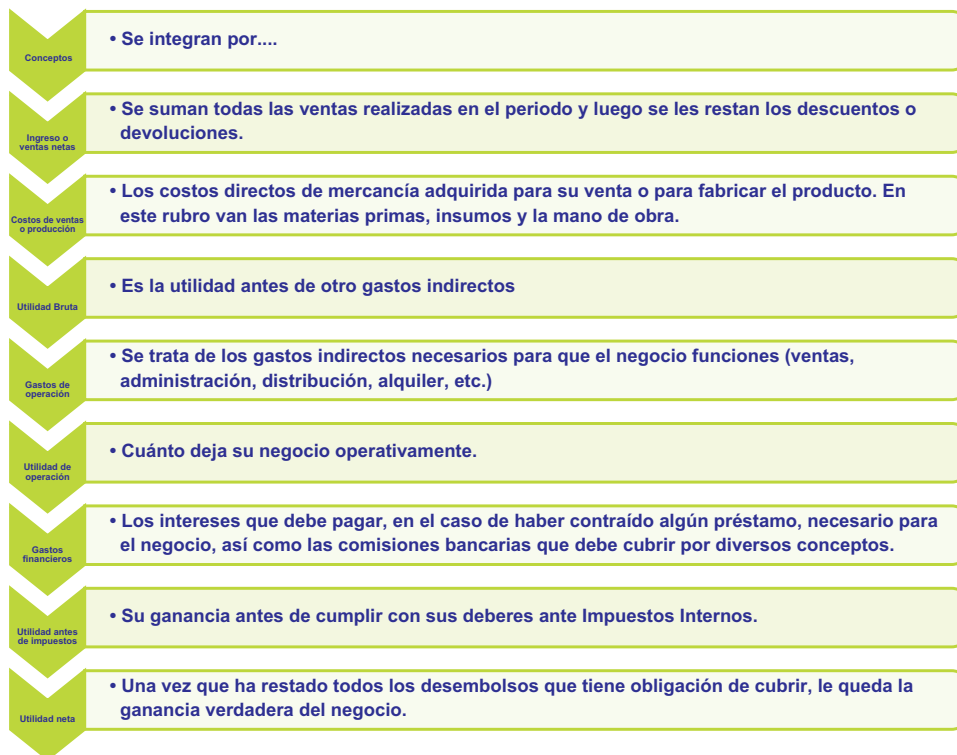 Conceptos
• Se integran por....
Ingreso o
ventas netas
• Se suman todas las ventas realizadas en el periodo y luego se les restan los descuentos o
devoluciones.
Costos de ventas
o producción
• Los costos directos de mercancía adquirida para su venta o para fabricar el producto. En
este rubro van las materias primas, insumos y la mano de obra.
Utilidad Bruta
• Es la utilidad antes de otro gastos indirectos
Gastos de
operación
• Se trata de los gastos indirectos necesarios para que el negocio funciones (ventas,
administración, distribución, alquiler, etc.)
Utilidad de
operación
• Cuánto deja su negocio operativamente.
Gastos
financieros
• Los intereses que debe pagar, en el caso de haber contraído algún préstamo, necesario para
el negocio, así como las comisiones bancarias que debe cubrir por diversos conceptos.
Utilidad antes
de impuestos
• Su ganancia antes de cumplir con sus deberes ante Impuestos Internos.
Utilidad neta
• Una vez que ha restado todos los desembolsos que tiene obligación de cubrir, le queda la
ganancia verdadera del negocio.